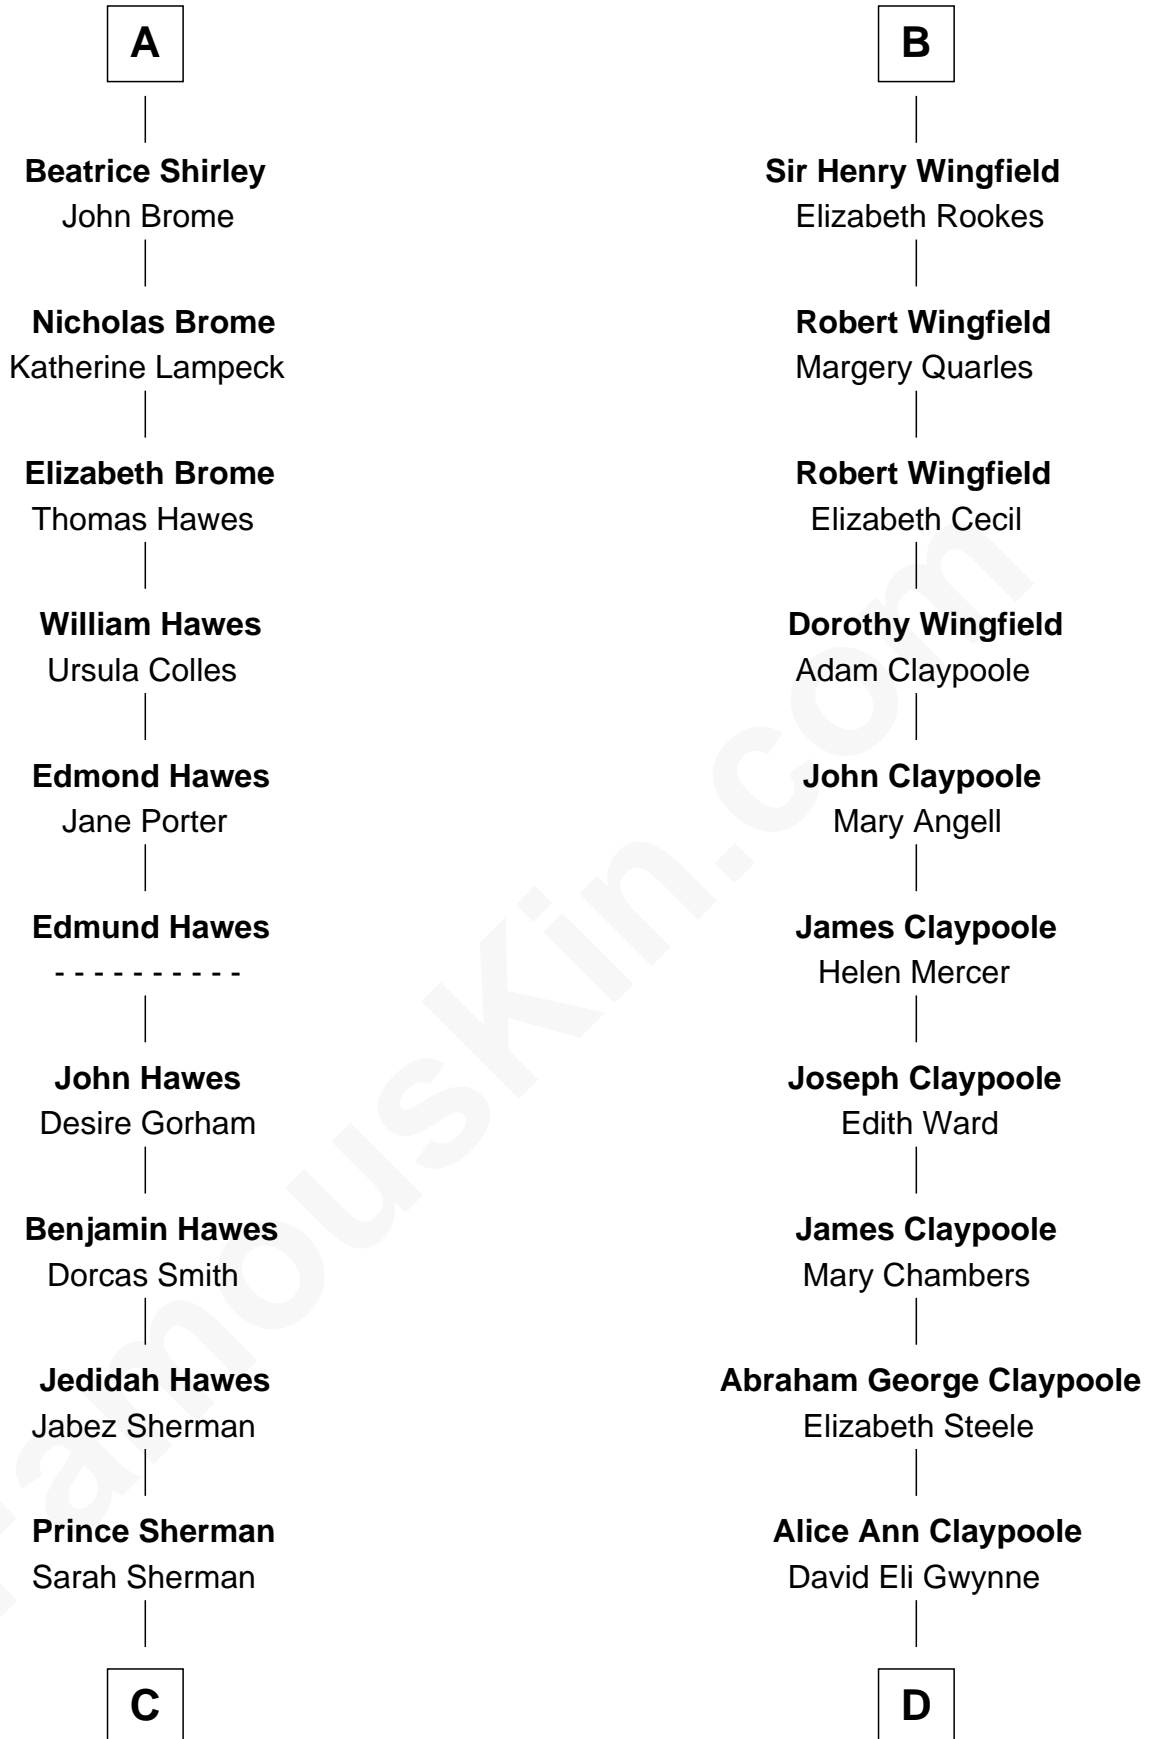 A
Beatrice Shirley
John Brome
Nicholas Brome
Katherine Lampeck
Elizabeth Brome
Thomas Hawes
William Hawes
Ursula Colles
Edmond Hawes
Jane Porter
Edmund Hawes
- - - - - - - - - -
John Hawes
Desire Gorham
Benjamin Hawes
Dorcas Smith
Jedidah Hawes
Jabez Sherman
Prince Sherman
Sarah Sherman
C
B
Sir Henry Wingfield
Elizabeth Rookes
Robert Wingfield
Margery Quarles
Robert Wingfield
Elizabeth Cecil
Dorothy Wingfield
Adam Claypoole
John Claypoole
Mary Angell
James Claypoole
Helen Mercer
Joseph Claypoole
Edith Ward
James Claypoole
Mary Chambers
Abraham George Claypoole
Elizabeth Steele
Alice Ann Claypoole
David Eli Gwynne
D
FamousKin.com